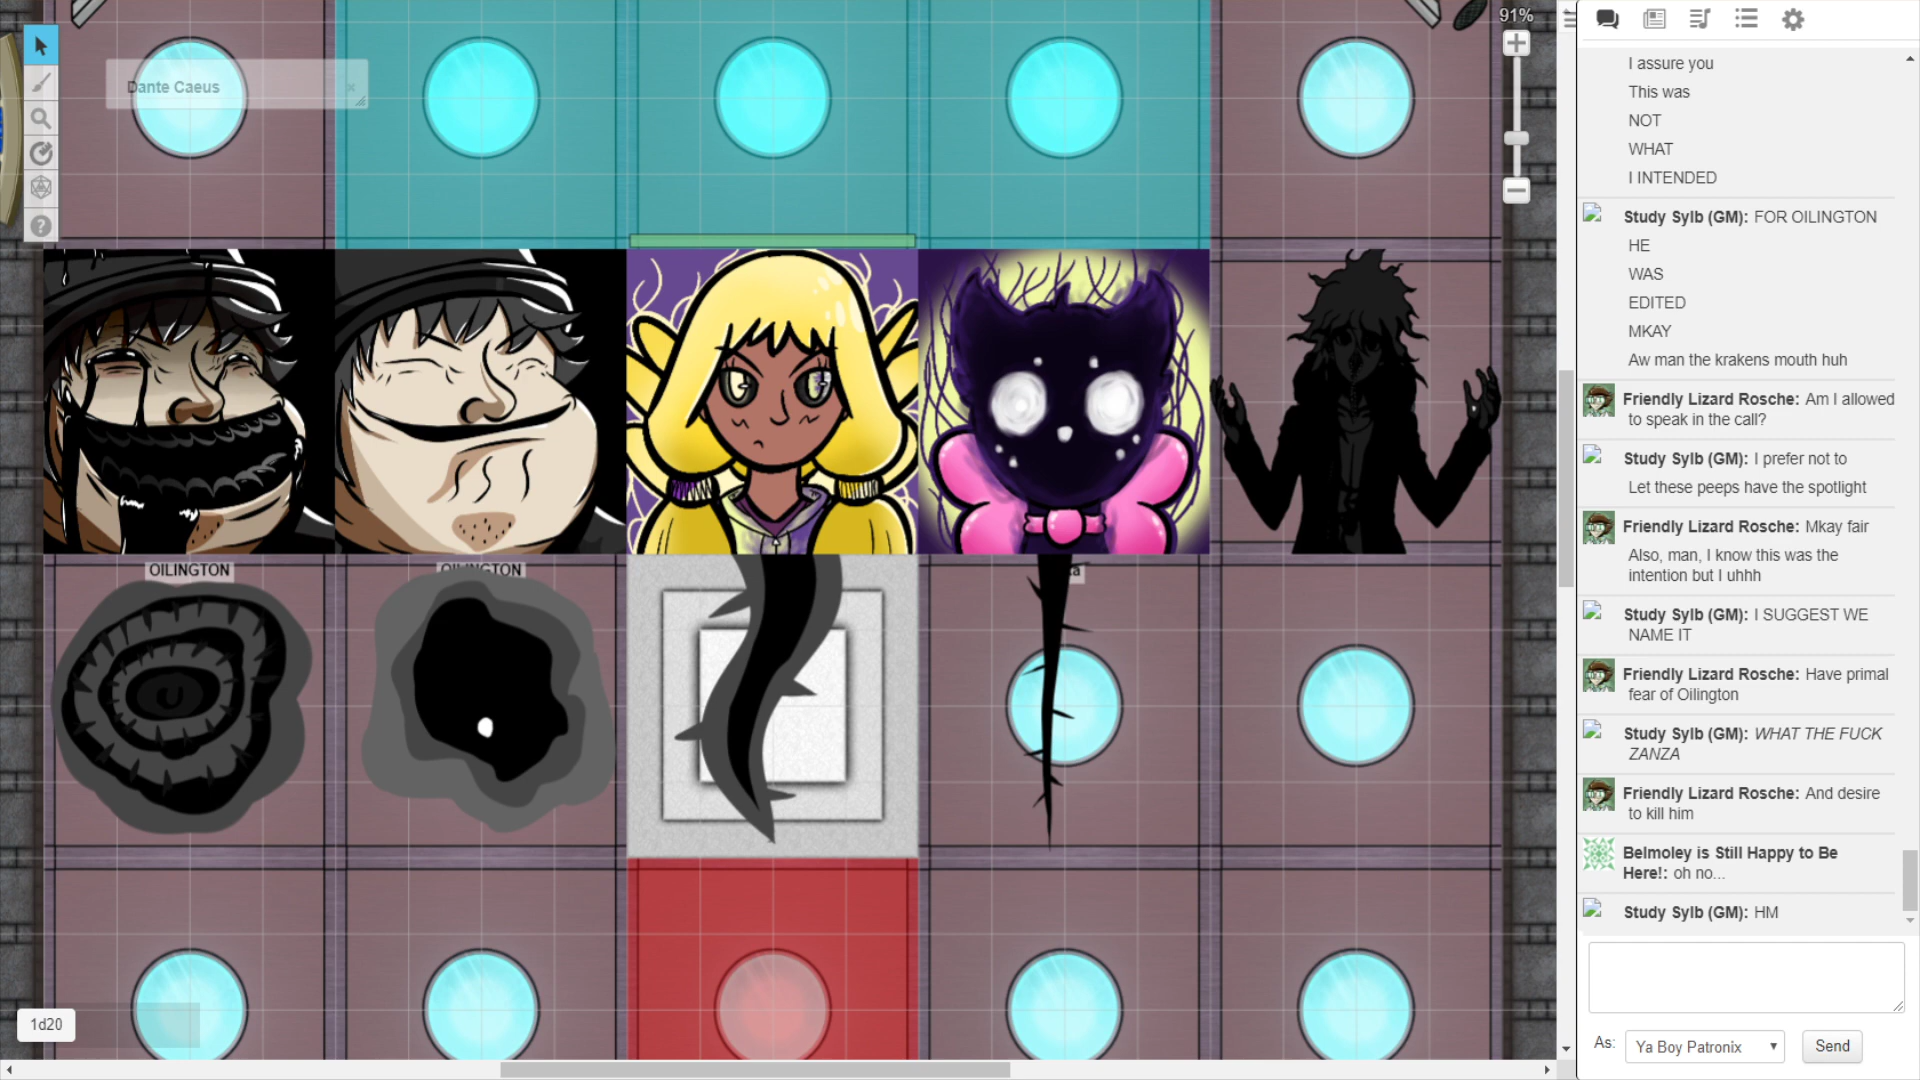 91%
Dante Caeus
OILINGTON
OILINGTON
1d20
I assure you
This was
NOT
WHAT
I INTENDED
Study Sylb (GM): FOR OILINGTON
HE
WAS
EDITED
MKAY
Aw man the krakens mouth huh
Friendly Lizard Rosche: Am I allowed
to speak in the call?
Study Sylb (GM): I prefer not to
Let these peeps have the spotlight
Friendly Lizard Rosche: Mkay fair
Also, man, I know this was the
intention but I uhhh
Study Sylb (GM): I SUGGEST WE
NAME IT
Friendly Lizard Rosche: Have primal
fear of Oilington
Study Sylb (GM): WHAT THE FUCK
ZANZA
Friendly Lizard Rosche: And desire
to kill him
Belmoley is Still Happy to Be
Here!: oh no...
Study Sylb (GM): HM
As:
Ya Boy Patronix
Send